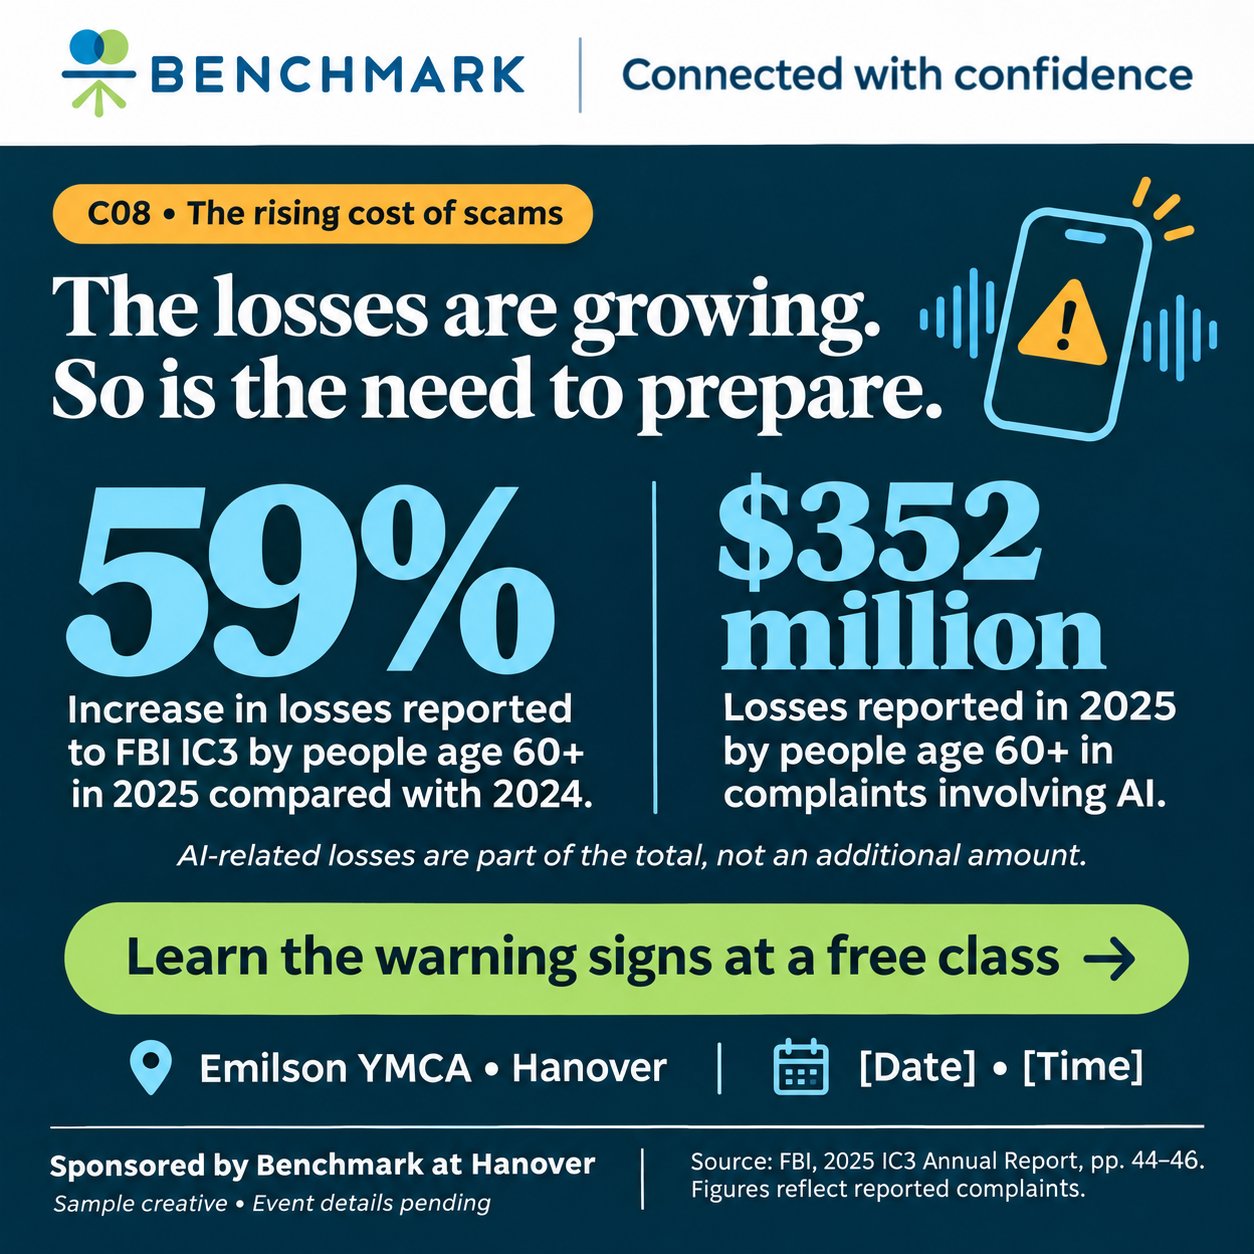 BENCHMARK
Connected with confidence
C08 • The rising cost of scams
The losses are growing.
So is the need to prepare.
59%
Increase in losses reported
to FBI IC3 by people age 60+
in 2025 compared with 2024.
$352
million
Losses reported in 2025
by people age 60+ in
complaints involving AI.
AI-related losses are part of the total, not an additional amount.
Learn the warning signs at a free class →
Emilson YMCA • Hanover
[Date] • [Time]
Sponsored by Benchmark at Hanover
Sample creative • Event details pending
Source: FBI, 2025 IC3 Annual Report, pp. 44–46.
Figures reflect reported complaints.